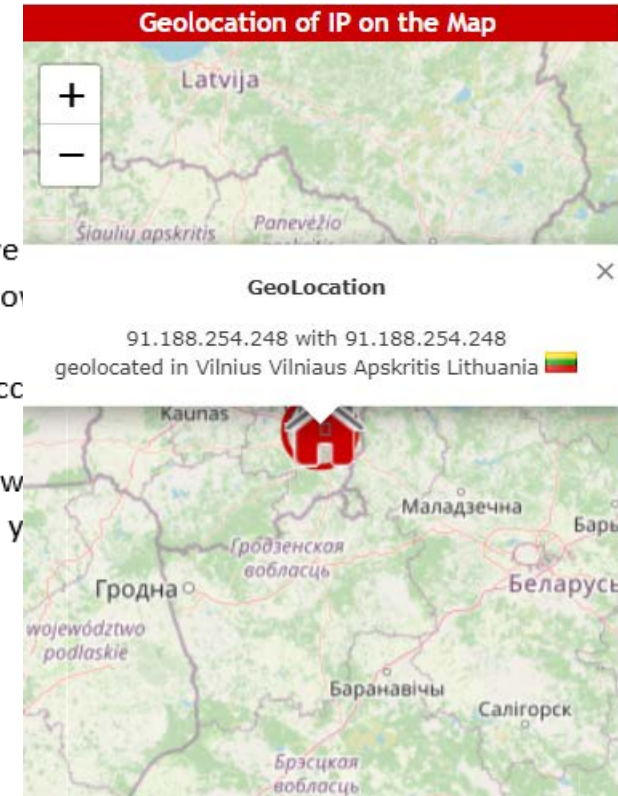 Geolocation of IP on the Map
+
Latvija
−
Šiaulių apskritis
Panevėžio
GeoLocation
×
91.188.254.248 with 91.188.254.248
geolocated in Vilnius Vilniaus Apskritis Lithuania
Kaunas
Маладзечна
Гродзенская
вобласць
Гродна
Беларусь
województwo
podlaskie
Баранавічы
Салігорск
Брэсцкая
вобласць